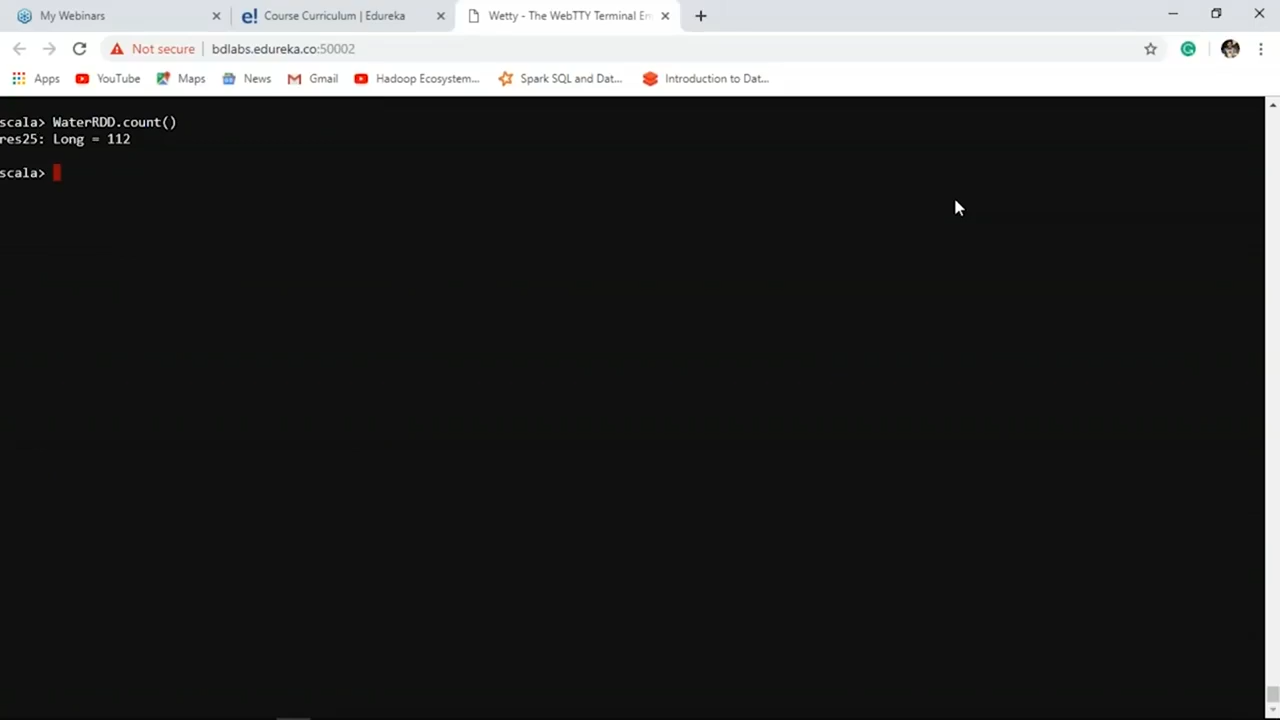 My Webinars
e! Course Curriculum | Edureka
Wetty - The WebTTY Terminal En
Not secure | bdlabs.edureka.co:50002
Apps YouTube Maps News Gmail Hadoop Ecosystem... Spark SQL and Dat... Introduction to Dat...
scala> WaterRDD.count()
res25: Long = 112
scala>